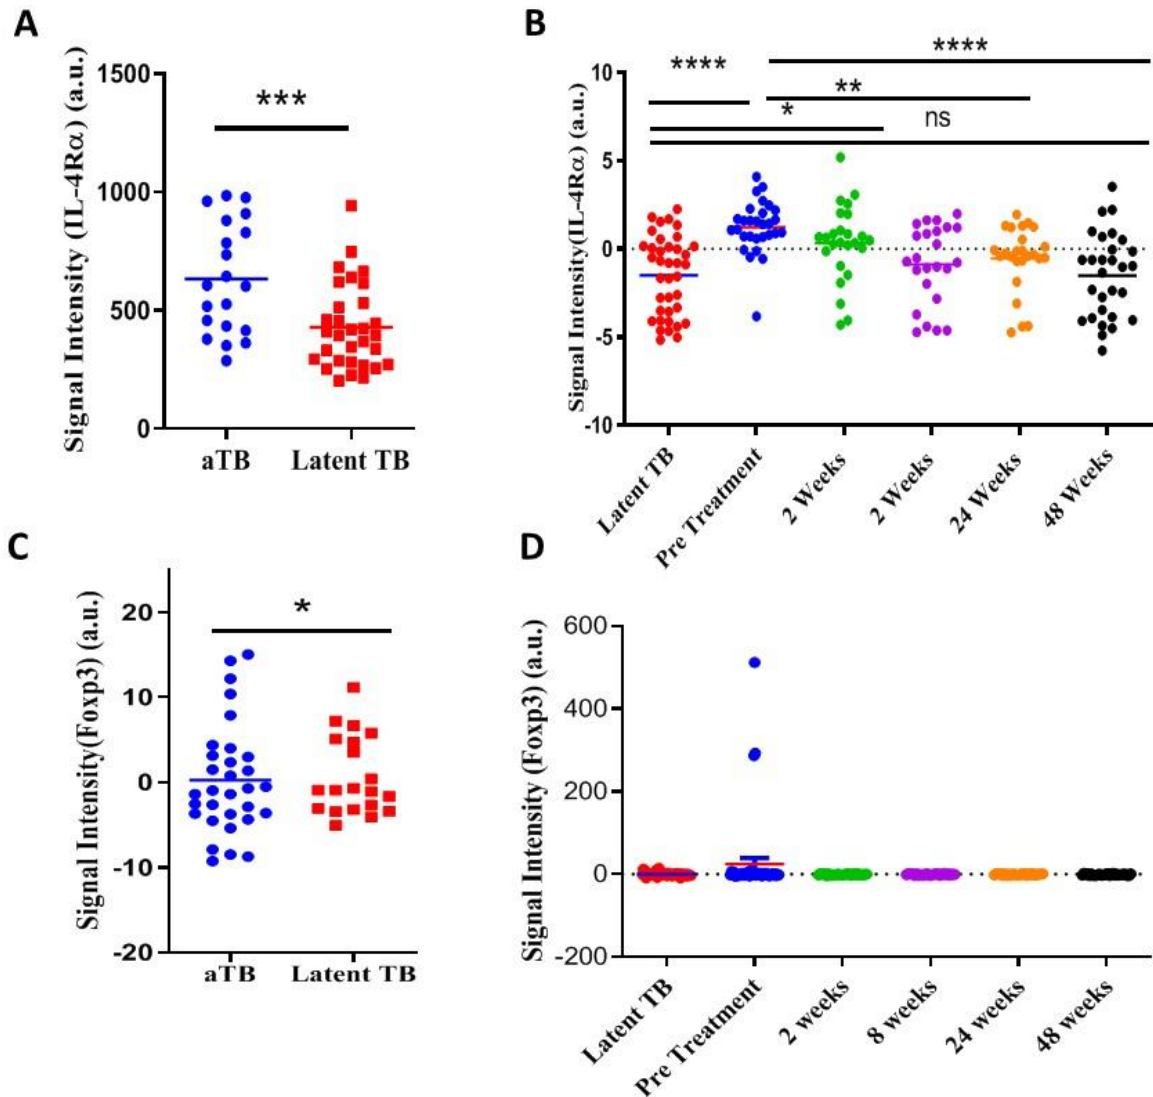 A
Signal Intensity (IL-4Rα) (a.u.)
1500
1000
500
0
***
aTB
Latent TB
B
Signal Intensity(IL-4Rα) (a.u.)
10
5
0
-5
-10
****
****
**
*
ns
Latent TB
Pre Treatment
2 Weeks
2 Weeks
24 Weeks
48 Weeks
C
Signal Intensity(Foxp3) (a.u.)
20
10
0
-10
-20
*
aTB
Latent TB
D
Signal Intensity (Foxp3) (a.u.)
600
400
200
0
-200
Latent TB
Pre Treatment
2 weeks
8 weeks
24 weeks
48 weeks